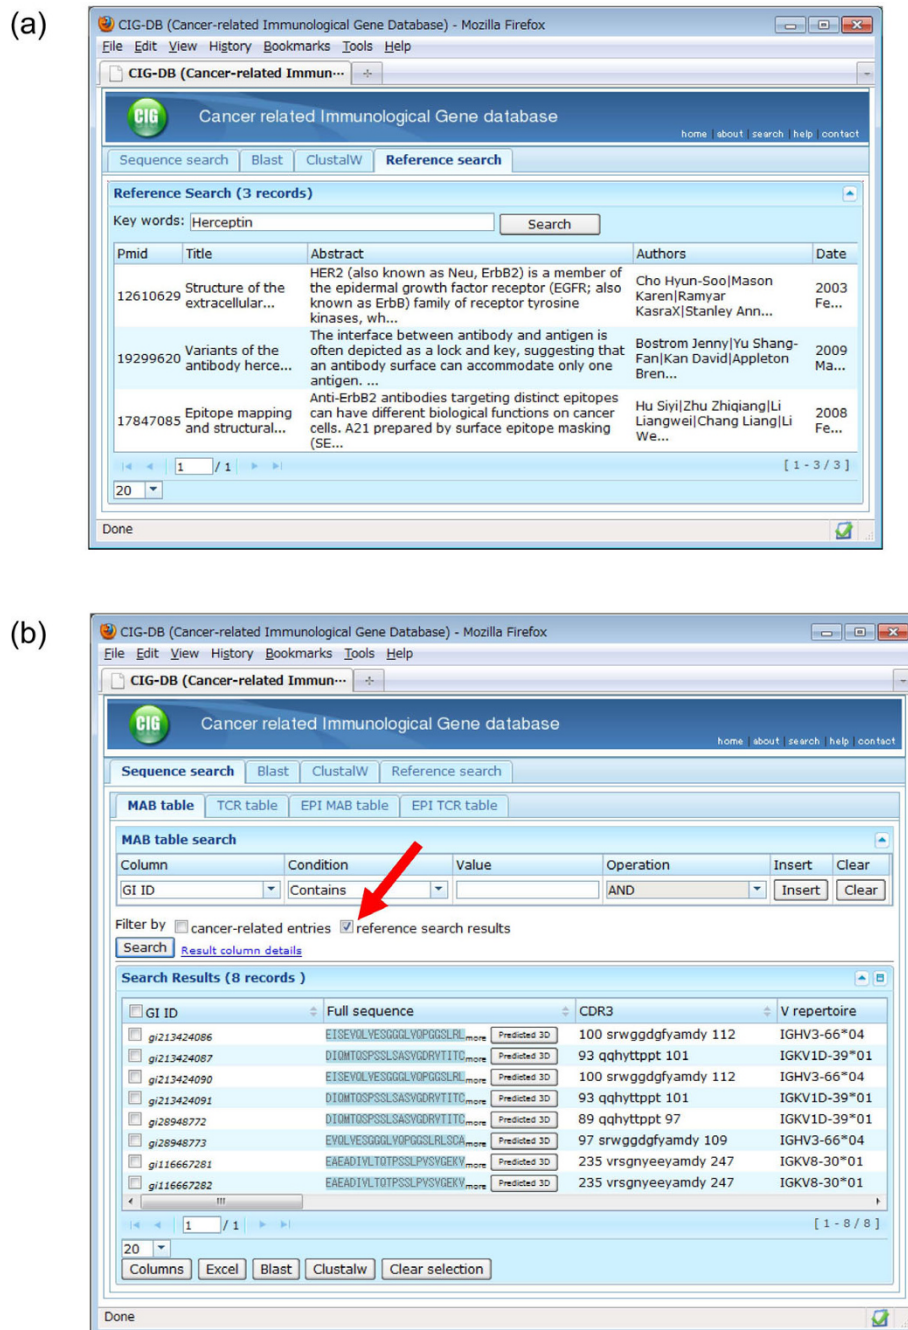 (a)
CIG-DB (Cancer-related Immunological Gene Database) - Mozilla Firefox
File Edit View History Bookmarks Tools Help
CIG-DB (Cancer-related Immun···
CIG Cancer related Immunological Gene database
home | about | search | help | contact
Sequence search Blast ClustalW Reference search
Reference Search (3 records)
Key words: Herceptin Search
Pmid Title Abstract Authors Date
12610629 Structure of the extracellular... HER2 (also known as Neu, ErbB2) is a member of the epidermal growth factor receptor (EGFR; also known as ErbB) family of receptor tyrosine kinases, wh... Cho Hyun-Soo|Mason Karen|Ramyar KasraX|Stanley Ann... 2003 Fe...
19299620 Variants of the antibody herce... The interface between antibody and antigen is often depicted as a lock and key, suggesting that an antibody surface can accommodate only one antigen. ... Bostrom Jenny|Yu Shang-Fan|Kan David|Appleton Bren... 2009 Ma...
17847085 Epitope mapping and structural... Anti-ErbB2 antibodies targeting distinct epitopes can have different biological functions on cancer cells. A21 prepared by surface epitope masking (SE... Hu Siyi|Zhu Zhiqiang|Li Liangwei|Chang Liang|Li We... 2008 Fe...
1 / 1 [ 1 - 3 / 3 ]
20
Done
(b)
CIG-DB (Cancer-related Immunological Gene Database) - Mozilla Firefox
File Edit View History Bookmarks Tools Help
CIG-DB (Cancer-related Immun···
CIG Cancer related Immunological Gene database
home | about | search | help | contact
Sequence search Blast ClustalW Reference search
MAB table TCR table EPI MAB table EPI TCR table
MAB table search
Column Condition Value Operation Insert Clear
GI ID Contains AND Insert Clear
Filter by cancer-related entries reference search results
Search Result column details
Search Results (8 records )
GI ID Full sequence CDR3 V repertoire
gi213424086 EISEVQLVESGGGLVQPGGSLRL more Predicted 3D 100 srwggdgfyamdy 112 IGHV3-66*04
gi213424087 DIQMTQSPSSLSASVGDRVTITC more Predicted 3D 93 qqhyttppt 101 IGKV1D-39*01
gi213424090 EISEVQLVESGGGLVQPGGSLRL more Predicted 3D 100 srwggdgfyamdy 112 IGHV3-66*04
gi213424091 DIQMTQSPSSLSASVGDRVTITC more Predicted 3D 93 qqhyttppt 101 IGKV1D-39*01
gi28948772 DIQMTQSPSSLSASVGDRVTITC more Predicted 3D 89 qqhyttppt 97 IGKV1D-39*01
gi28948773 EVQLVESGGGLVQPGGSLRLSCA more Predicted 3D 97 srwggdgfyamdy 109 IGHV3-66*04
gi116667281 EAEADIVLTQTPSSLPVSVGEKV more Predicted 3D 235 vrsgnyeeyamdy 247 IGKV8-30*01
gi116667282 EAEADIVLTQTPSSLPVSVGEKV more Predicted 3D 235 vrsgnyeeyamdy 247 IGKV8-30*01
1 / 1 [ 1 - 8 / 8 ]
20
Columns Excel Blast Clustalw Clear selection
Done